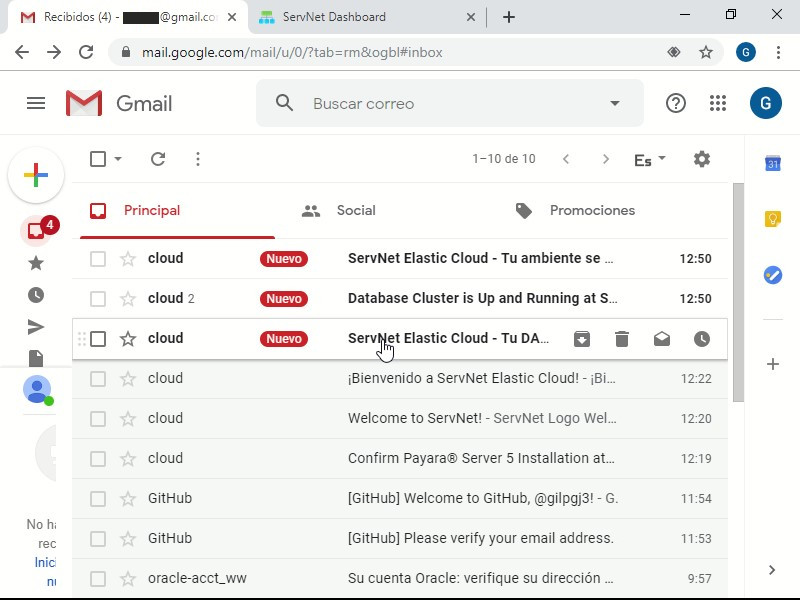 Recibidos (4) - @gmail.co
ServNet Dashboard
mail.google.com/mail/u/0/?tab=rm&ogbl#inbox
G
Gmail
Buscar correo
G
1–10 de 10
Es
31
4
Principal
Social
Promociones
cloud Nuevo ServNet Elastic Cloud - Tu ambiente se ... 12:50
cloud 2 Nuevo Database Cluster is Up and Running at S... 12:50
cloud Nuevo ServNet Elastic Cloud - Tu DA...
cloud ¡Bienvenido a ServNet Elastic Cloud! - ¡Bi... 12:22
cloud Welcome to ServNet! - ServNet Logo Wel... 12:20
cloud Confirm Payara® Server 5 Installation at... 12:19
GitHub [GitHub] Welcome to GitHub, @gilpgj3! - G. 11:54
GitHub [GitHub] Please verify your email address. 11:53
oracle-acct_ww Su cuenta Oracle: verifique su dirección ... 9:57
No ha
rec
Inici
nu